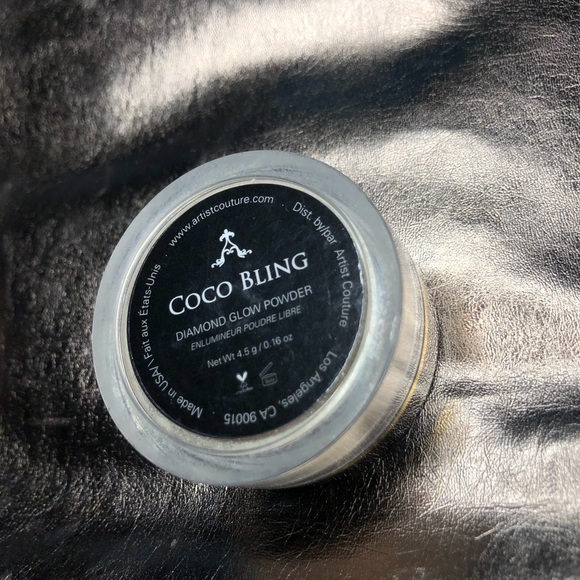 www.artistcouture.com
Dist. by/par Artist Couture
Los Angeles, CA 90015
Made in USA/ Fait aux États-Unis
COCO BLING
DIAMOND GLOW POWDER
ENLUMINEUR POUDRE LIBRE
Net Wt 4.5 g / 0.16 oz